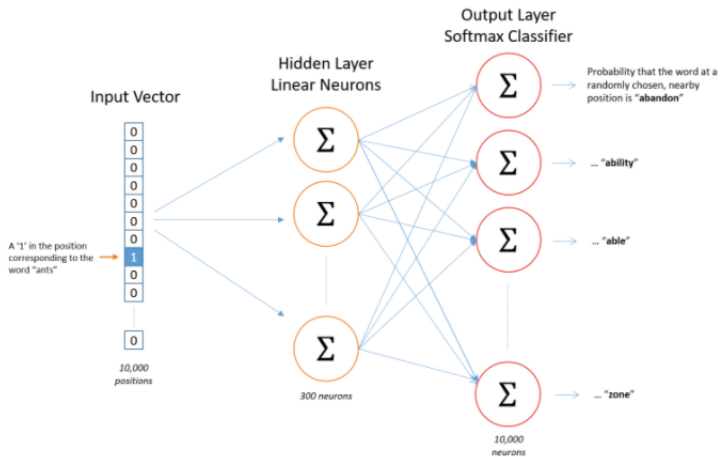 Output Layer
Softmax Classifier
Hidden Layer
Linear Neurons
Input Vector
0
0
0
0
0
0
0
1
0
0
0
A '1' in the position
corresponding to the
word "ants"
10,000
positions
Σ
Σ
Σ
300 neurons
Σ
Σ
Σ
Σ
10,000
neurons
Probability that the word at a
randomly chosen, nearby
position is "abandon"
... "ability"
... "able"
... "zone"